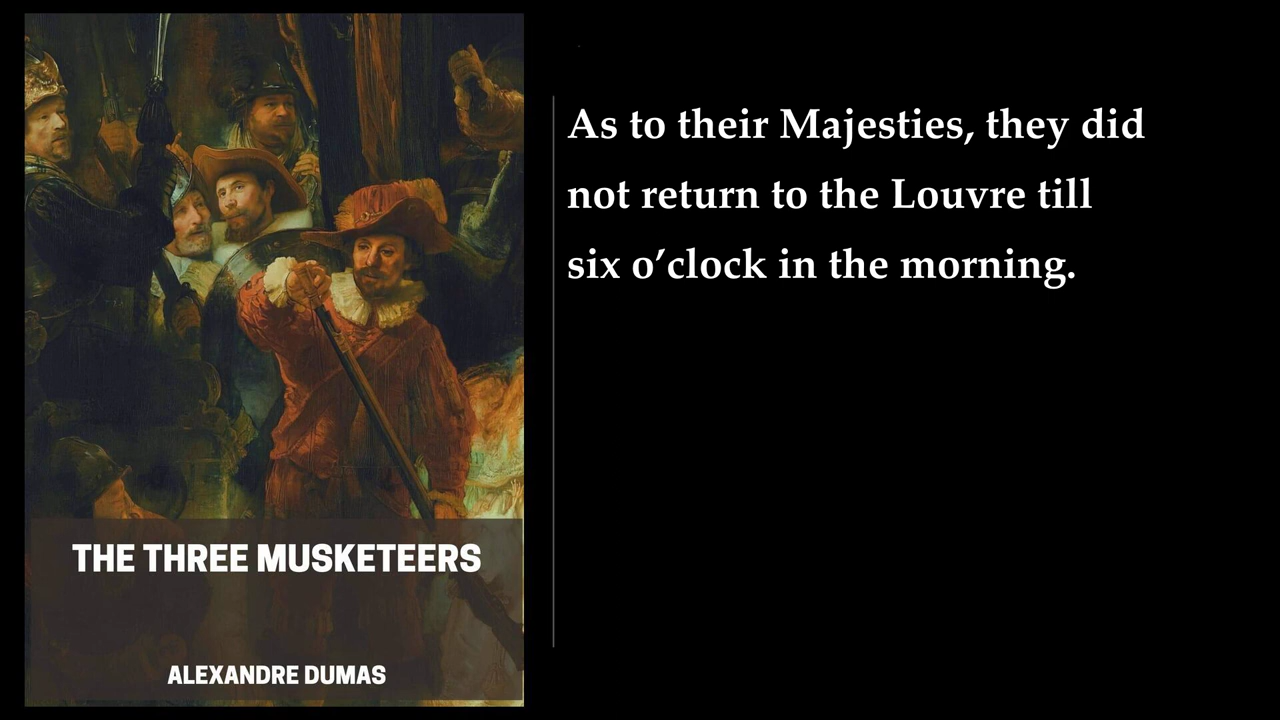 As to their Majesties, they did
not return to the Louvre till
six o’clock in the morning.
THE THREE MUSKETEERS
ALEXANDRE DUMAS